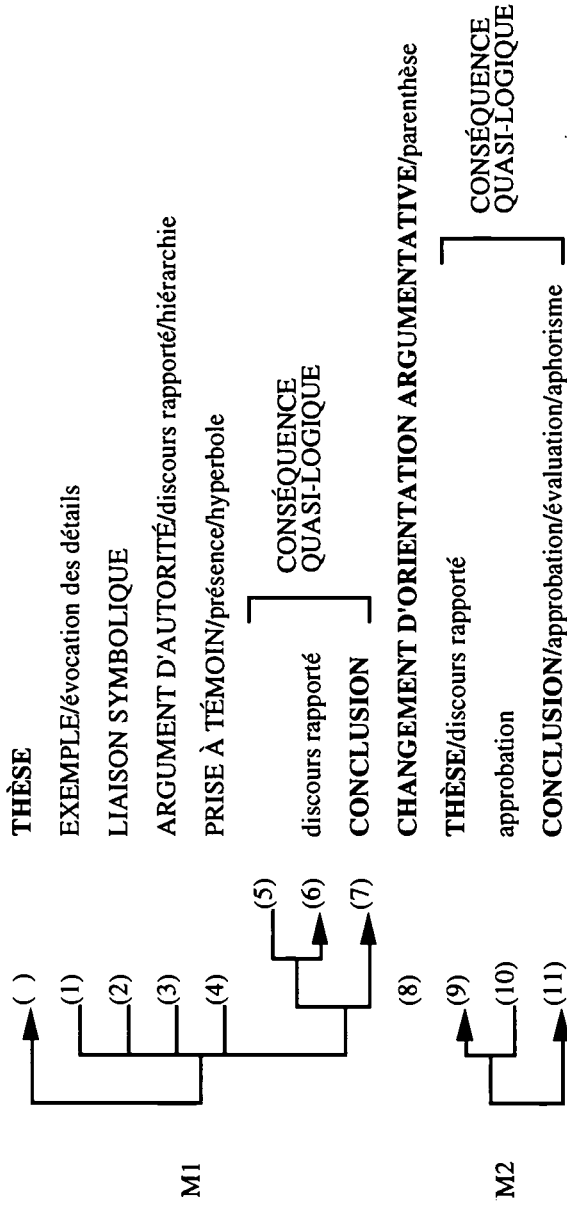 M1
( ) THÈSE
(1) EXEMPLE/évocation des détails
(2) LIAISON SYMBOLIQUE
(3) ARGUMENT D'AUTORITÉ/discours rapporté/hiérarchie
(4) PRISE À TÉMOIN/présence/hyperbole
(5)
(6) discours rapporté
(7) CONCLUSION
CONSÉQUENCE
QUASI-LOGIQUE
(8) CHANGEMENT D'ORIENTATION ARGUMENTATIVE/parenthèse
M2
(9) THÈSE/discours rapporté
(10) approbation
(11) CONCLUSION/approbation/évaluation/aphorisme
CONSÉQUENCE
QUASI-LOGIQUE